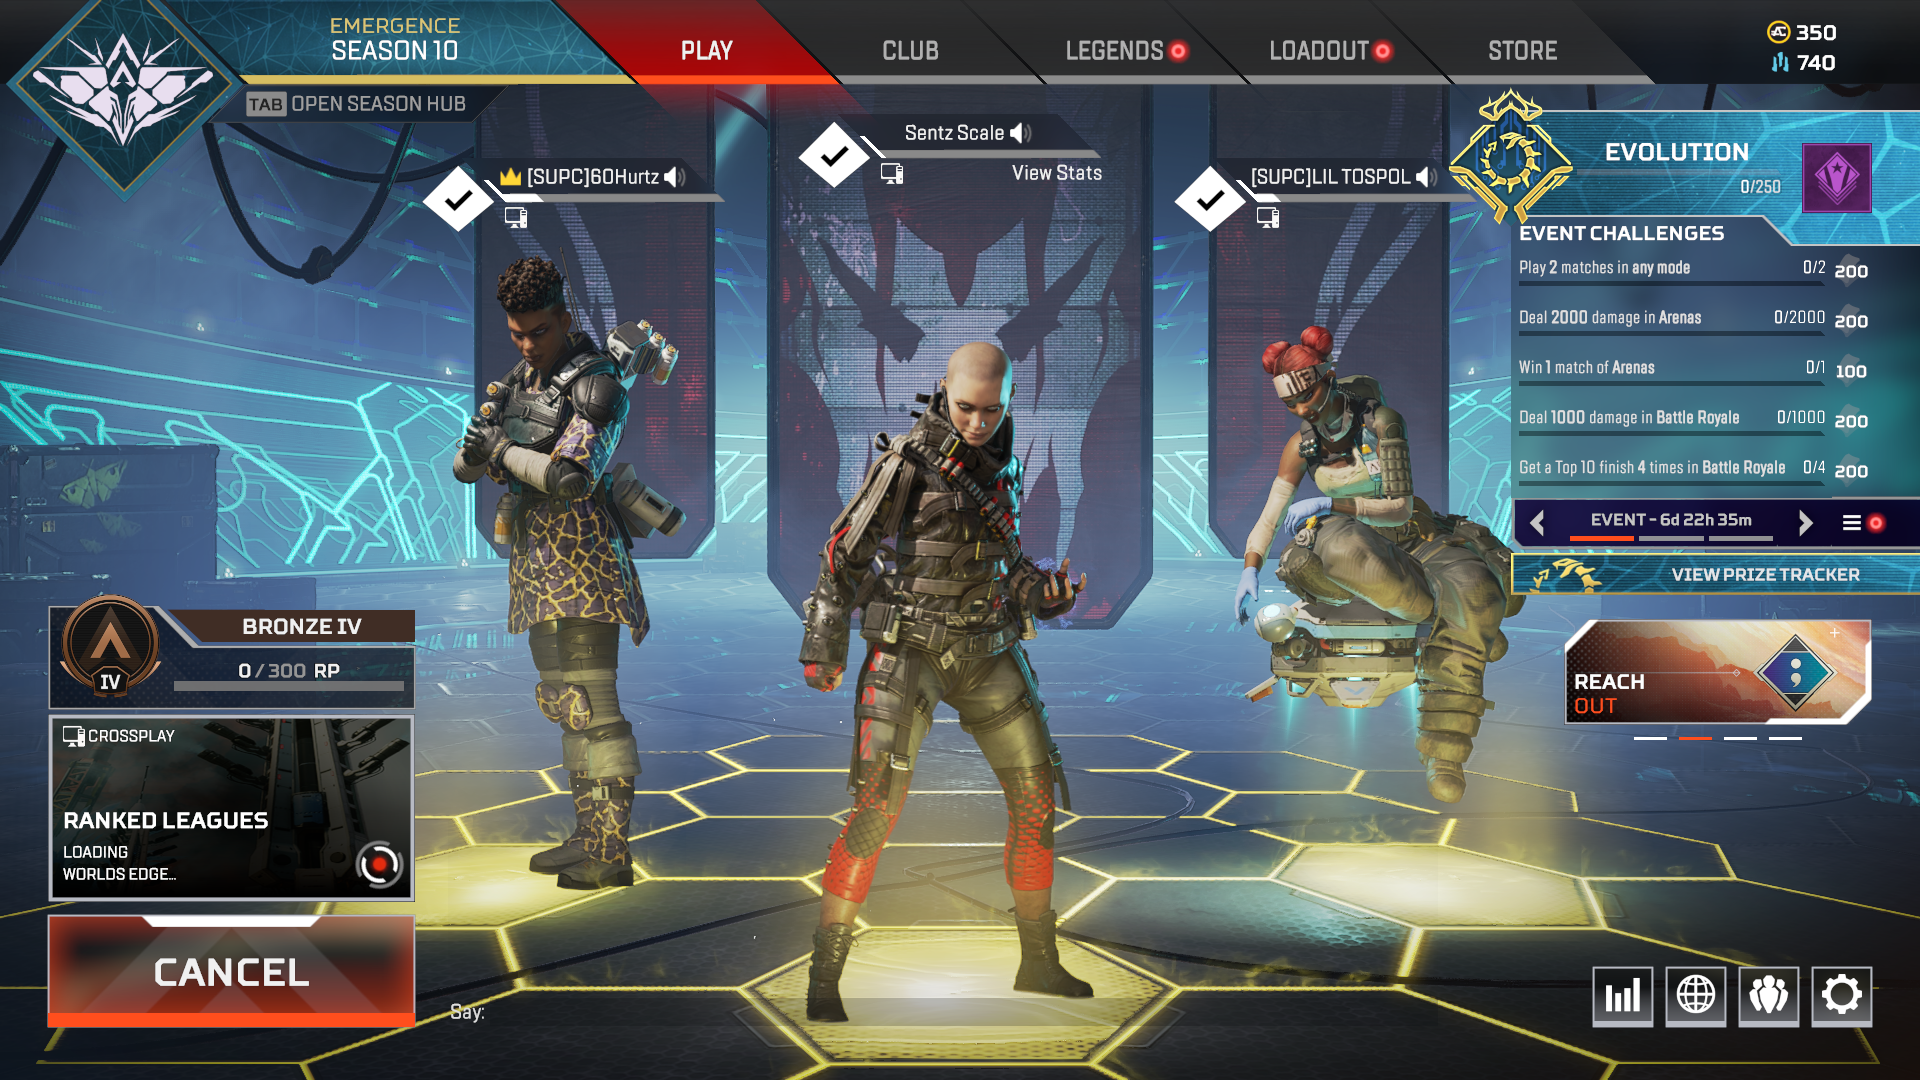 EMERGENCE
SEASON 10
PLAY
CLUB
LEGENDS
LOADOUT
STORE
350
740
TAB OPEN SEASON HUB
[SUPC]60Hurtz
Sentz Scale
View Stats
[SUPC]LIL TOSPOL
EVOLUTION
0/250
EVENT CHALLENGES
Play 2 matches in any mode 0/2 200
Deal 2000 damage in Arenas 0/2000 200
Win 1 match of Arenas 0/1 100
Deal 1000 damage in Battle Royale 0/1000 200
Get a Top 10 finish 4 times in Battle Royale 0/4 200
EVENT - 6d 22h 35m
VIEW PRIZE TRACKER
REACH
OUT
BRONZE IV
IV
0 / 300 RP
CROSSPLAY
RANKED LEAGUES
LOADING
WORLDS EDGE...
CANCEL
Say: